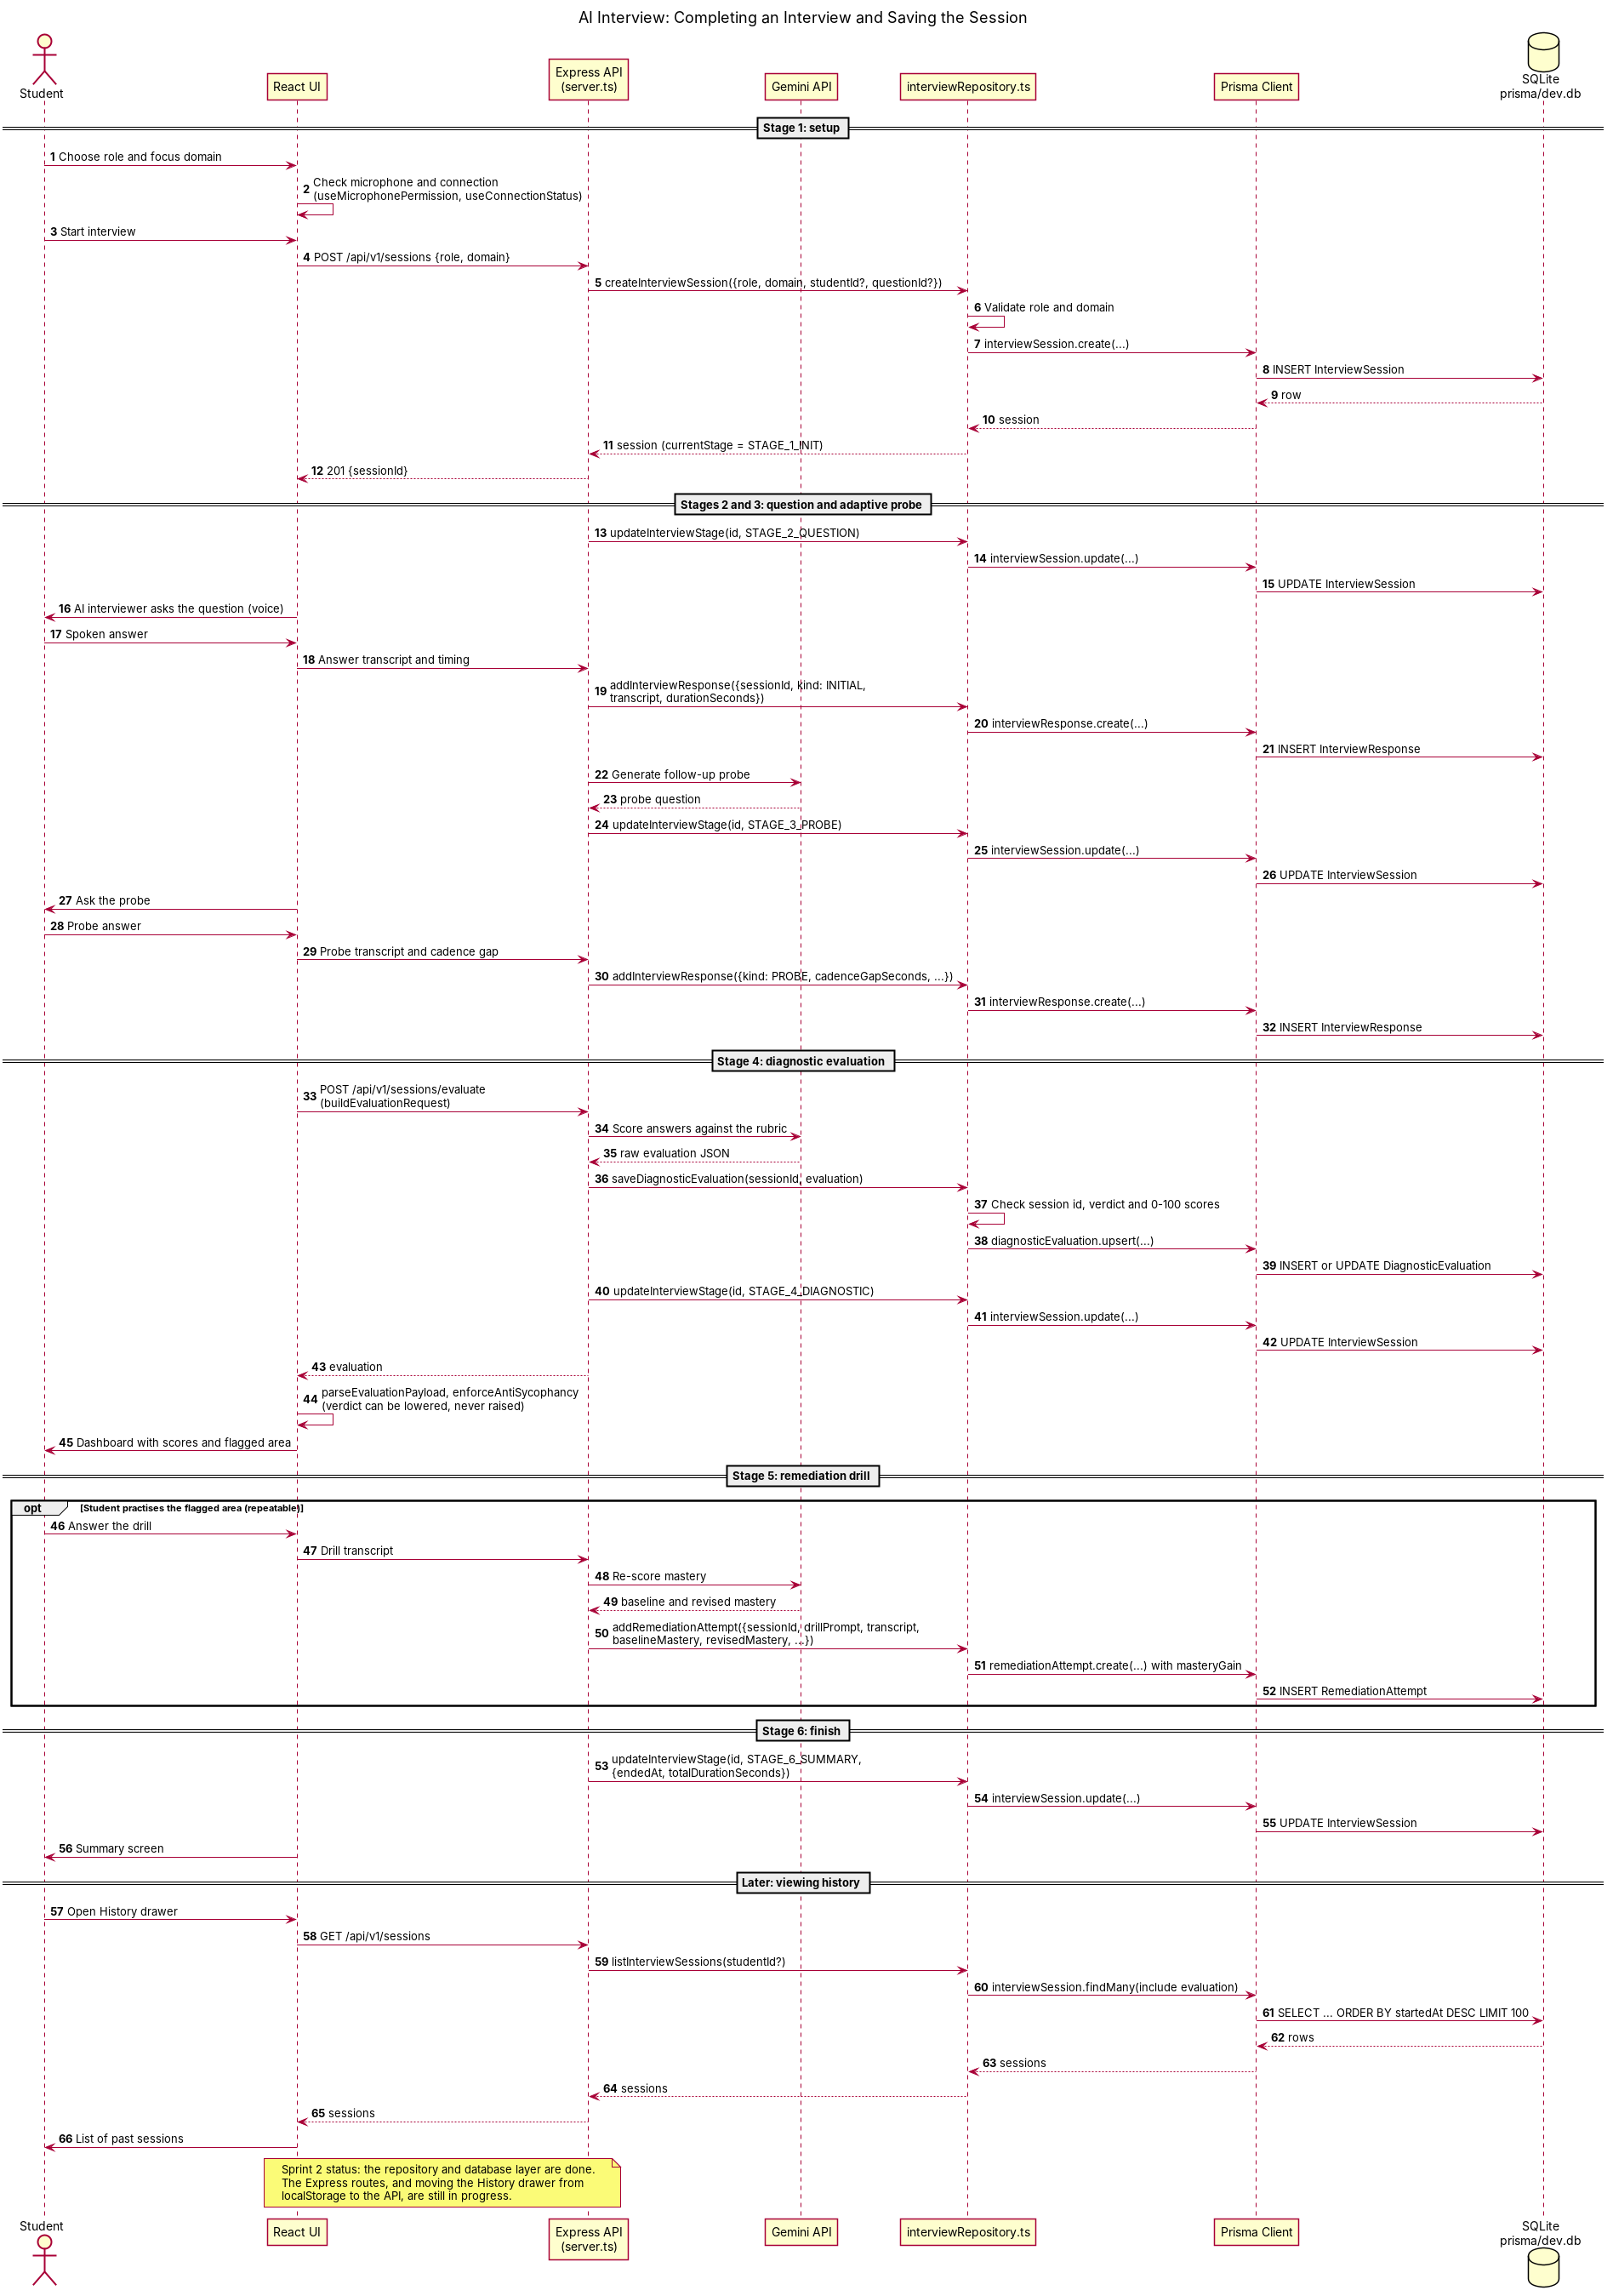 AI Interview: Completing an Interview and Saving the Session
Student
React UI
Express API
(server.ts)
Gemini API
interviewRepository.ts
Prisma Client
SQLite
prisma/dev.db
Stage 1: setup
1 Choose role and focus domain
2 Check microphone and connection
(useMicrophonePermission, useConnectionStatus)
3 Start interview
4 POST /api/v1/sessions {role, domain}
5 createInterviewSession({role, domain, studentId?, questionId?})
6 Validate role and domain
7 interviewSession.create(...)
8 INSERT InterviewSession
9 row
10 session
11 session (currentStage = STAGE_1_INIT)
12 201 {sessionId}
Stages 2 and 3: question and adaptive probe
13 updateInterviewStage(id, STAGE_2_QUESTION)
14 interviewSession.update(...)
15 UPDATE InterviewSession
16 AI interviewer asks the question (voice)
17 Spoken answer
18 Answer transcript and timing
19 addInterviewResponse({sessionId, kind: INITIAL,
transcript, durationSeconds})
20 interviewResponse.create(...)
21 INSERT InterviewResponse
22 Generate follow-up probe
23 probe question
24 updateInterviewStage(id, STAGE_3_PROBE)
25 interviewSession.update(...)
26 UPDATE InterviewSession
27 Ask the probe
28 Probe answer
29 Probe transcript and cadence gap
30 addInterviewResponse({kind: PROBE, cadenceGapSeconds, ...})
31 interviewResponse.create(...)
32 INSERT InterviewResponse
Stage 4: diagnostic evaluation
33 POST /api/v1/sessions/evaluate
(buildEvaluationRequest)
34 Score answers against the rubric
35 raw evaluation JSON
36 saveDiagnosticEvaluation(sessionId, evaluation)
37 Check session id, verdict and 0-100 scores
38 diagnosticEvaluation.upsert(...)
39 INSERT or UPDATE DiagnosticEvaluation
40 updateInterviewStage(id, STAGE_4_DIAGNOSTIC)
41 interviewSession.update(...)
42 UPDATE InterviewSession
43 evaluation
44 parseEvaluationPayload, enforceAntiSycophancy
(verdict can be lowered, never raised)
45 Dashboard with scores and flagged area
Stage 5: remediation drill
opt [Student practises the flagged area (repeatable)]
46 Answer the drill
47 Drill transcript
48 Re-score mastery
49 baseline and revised mastery
50 addRemediationAttempt({sessionId, drillPrompt, transcript,
baselineMastery, revisedMastery, ...})
51 remediationAttempt.create(...) with masteryGain
52 INSERT RemediationAttempt
Stage 6: finish
53 updateInterviewStage(id, STAGE_6_SUMMARY,
{endedAt, totalDurationSeconds})
54 interviewSession.update(...)
55 UPDATE InterviewSession
56 Summary screen
Later: viewing history
57 Open History drawer
58 GET /api/v1/sessions
59 listInterviewSessions(studentId?)
60 interviewSession.findMany(include evaluation)
61 SELECT ... ORDER BY startedAt DESC LIMIT 100
62 rows
63 sessions
64 sessions
65 sessions
66 List of past sessions
Sprint 2 status: the repository and database layer are done.
The Express routes, and moving the History drawer from
localStorage to the API, are still in progress.
Student
React UI
Express API
(server.ts)
Gemini API
interviewRepository.ts
Prisma Client
SQLite
prisma/dev.db